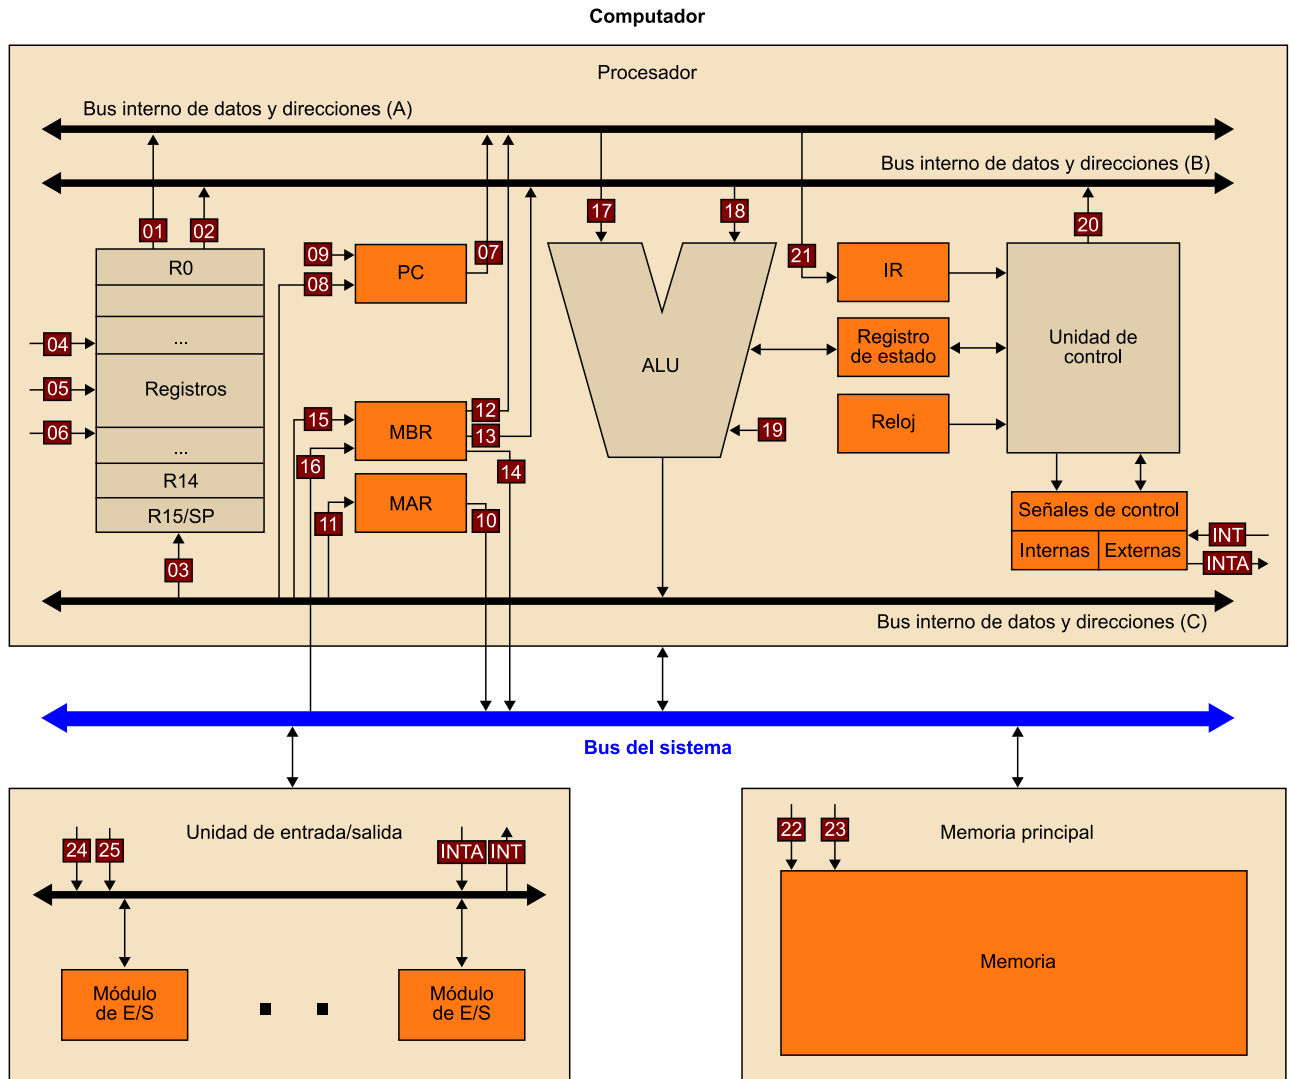 Computador
Procesador
Bus interno de datos y direcciones (A)
Bus interno de datos y direcciones (B)
01
02
17
18
20
09
08
07
21
R0
PC
IR
04
...
Registro
de estado
Unidad de
control
ALU
05
Registros
06
...
15
12
13
MBR
19
Reloj
16
14
R14
MAR
11
10
R15/SP
Señales de control
Internas
Externas
INT
INTA
03
Bus interno de datos y direcciones (C)
Bus del sistema
Unidad de entrada/salida
24
25
INTA
INT
Módulo
de E/S
Módulo
de E/S
22
23
Memoria principal
Memoria